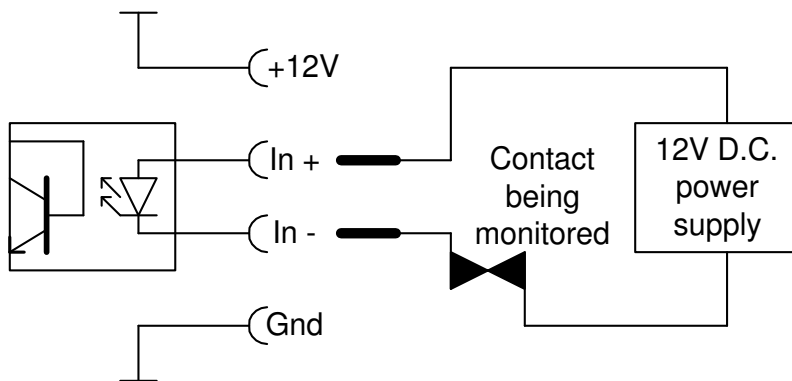 +12V
In +
In -
Gnd
Contact
being
monitored
12V D.C.
power
supply